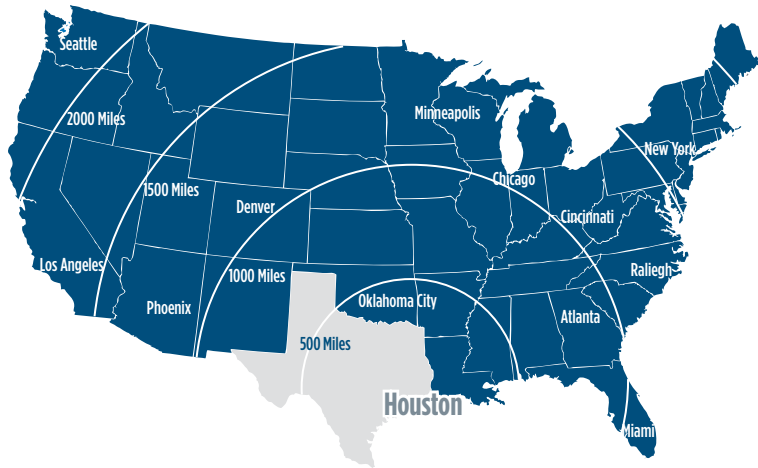 Seattle
2000 Miles
Minneapolis
New York
Chicago
1500 Miles
Denver
Cincinnati
Los Angeles
1000 Miles
Raliegh
Phoenix
Oklahoma City
Atlanta
500 Miles
Houston
Miami